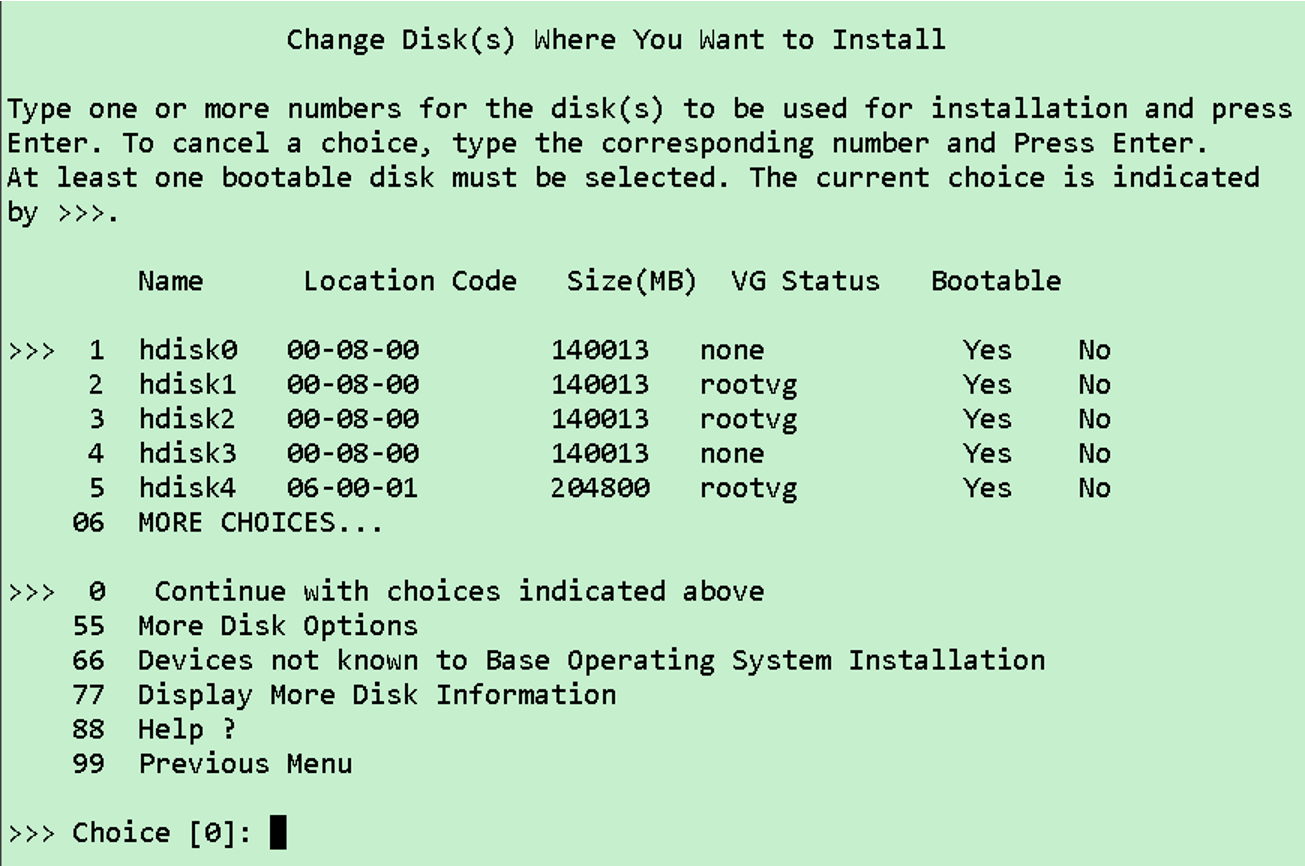 Change Disk(s) Where You Want to Install
Type one or more numbers for the disk(s) to be used for installation and press
Enter. To cancel a choice, type the corresponding number and Press Enter.
At least one bootable disk must be selected. The current choice is indicated
by >>>.
Name Location Code Size(MB) VG Status Bootable
>>> 1 hdisk0 00-08-00 140013 none Yes No
2 hdisk1 00-08-00 140013 rootvg Yes No
3 hdisk2 00-08-00 140013 rootvg Yes No
4 hdisk3 00-08-00 140013 none Yes No
5 hdisk4 06-00-01 204800 rootvg Yes No
06 MORE CHOICES...
>>> 0 Continue with choices indicated above
55 More Disk Options
66 Devices not known to Base Operating System Installation
77 Display More Disk Information
88 Help ?
99 Previous Menu
>>> Choice [0]: